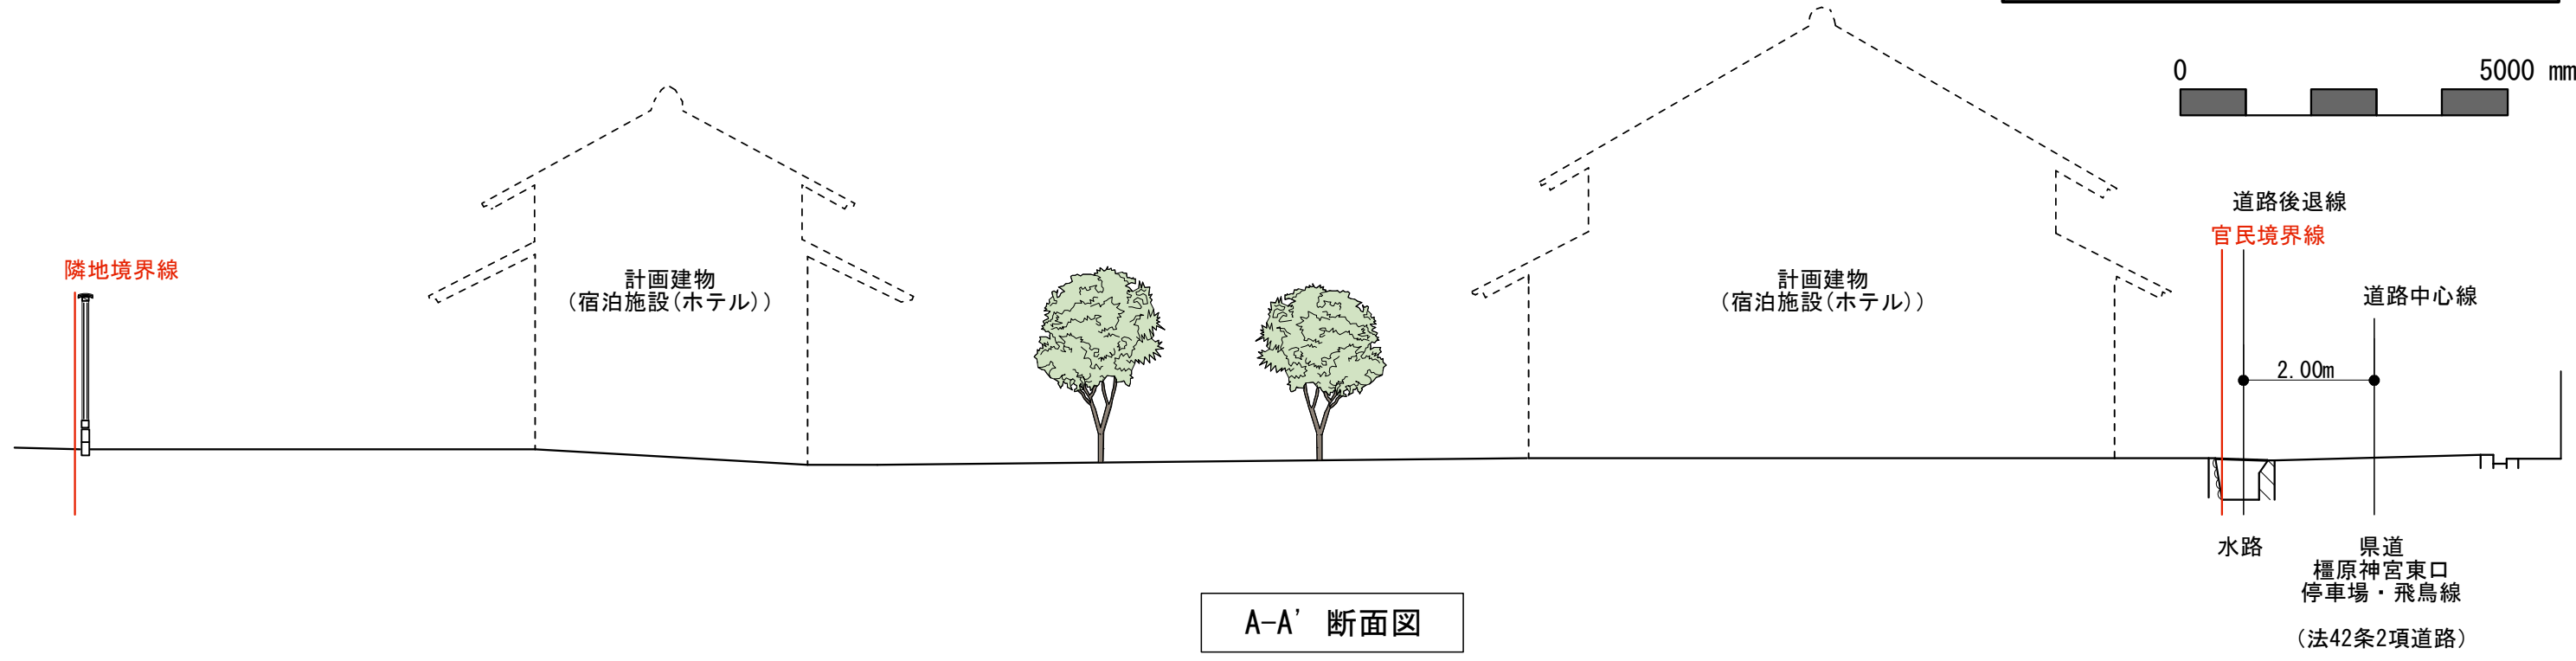 0 5000 mm
道路後退線
官民境界線
隣地境界線
計画建物
(宿泊施設(ホテル))
計画建物
(宿泊施設(ホテル))
道路中心線
2.00m
水路
県道
橿原神宮東口
停車場・飛鳥線
(法42条2項道路)
A-A' 断面図